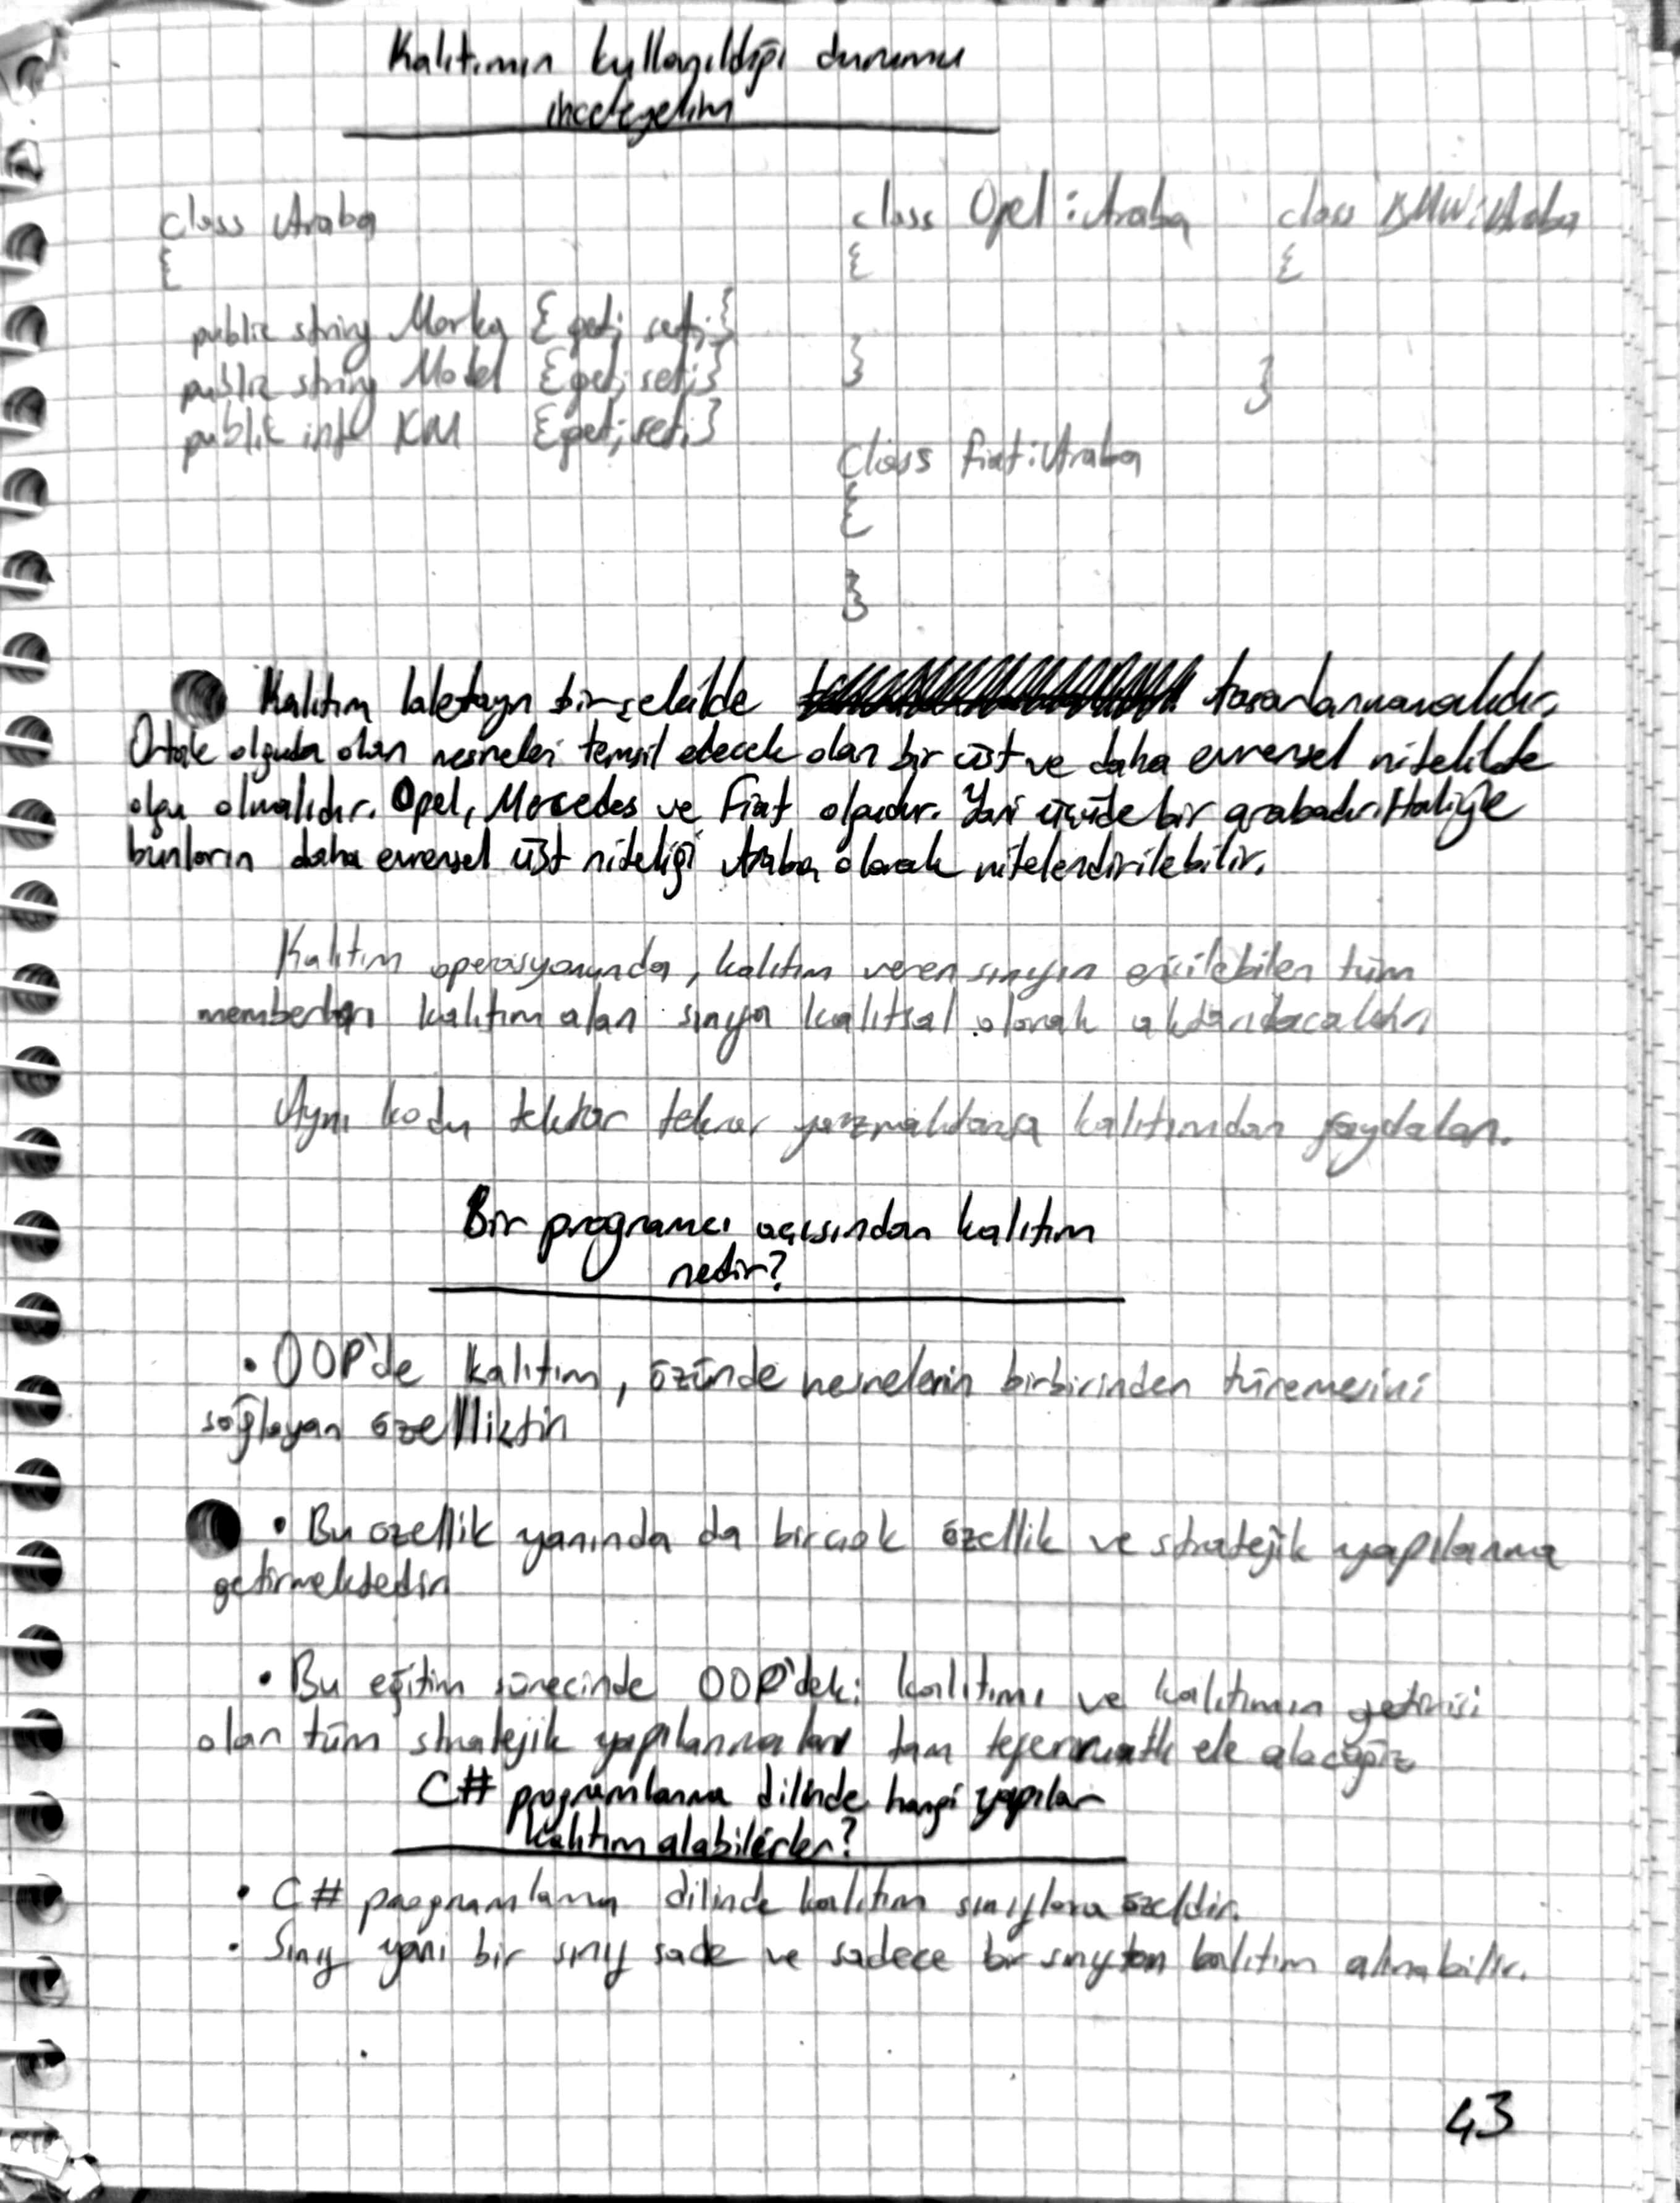 Kalıtımın kullanıldığı durumu
inceleyelim
class Araba
{
public string Marka { get; set; }
public string Model { get; set; }
public int KM { get; set; }
class Opel : Araba
{
}
class BMW : Araba
{
}
Class fiat : Araba
{
}
Kalıtım laletayn bir şekilde tasarlanmamalıdır.
Ortak olguda olan nesneleri temsil edecek olan bir üst ve daha evrensel nitelikte
olgu olmalıdır. Opel, Mercedes ve Fiat olgudur. Yani üçüde bir arabadır. Haliyle
bunların daha evrensel üst niteliği Araba olarak nitelendirilebilir.
Kalıtım operasyonunda, kalıtım veren sınıfın erişilebilen tüm
memberları kalıtım alan sınıfa kalıtsal olarak aktarılacaktır
Aynı kodu tekrar tekrar yazmaktansa kalıtımdan faydalan.
Bir programcı açısından kalıtım
nedir?
• OOP'de kalıtım, özünde nesnelerin birbirinden türemesini
sağlayan özelliktir
• Bu özellik yanında da birçok özellik ve stratejik yapılanma
getirmektedir
• Bu eğitim sürecinde OOP'deki kalıtımı ve kalıtımın getirisi
olan tüm stratejik yapılanmaları tam teferruatlı ele alacağız
C# programlama dilinde hangi yapılar
kalıtım alabilirler?
• C# programlama dilinde kalıtım sınıflara özeldir.
• Sınıf yani bir sınıf sade ve sadece bir sınıftan kalıtım alınabilir.
43